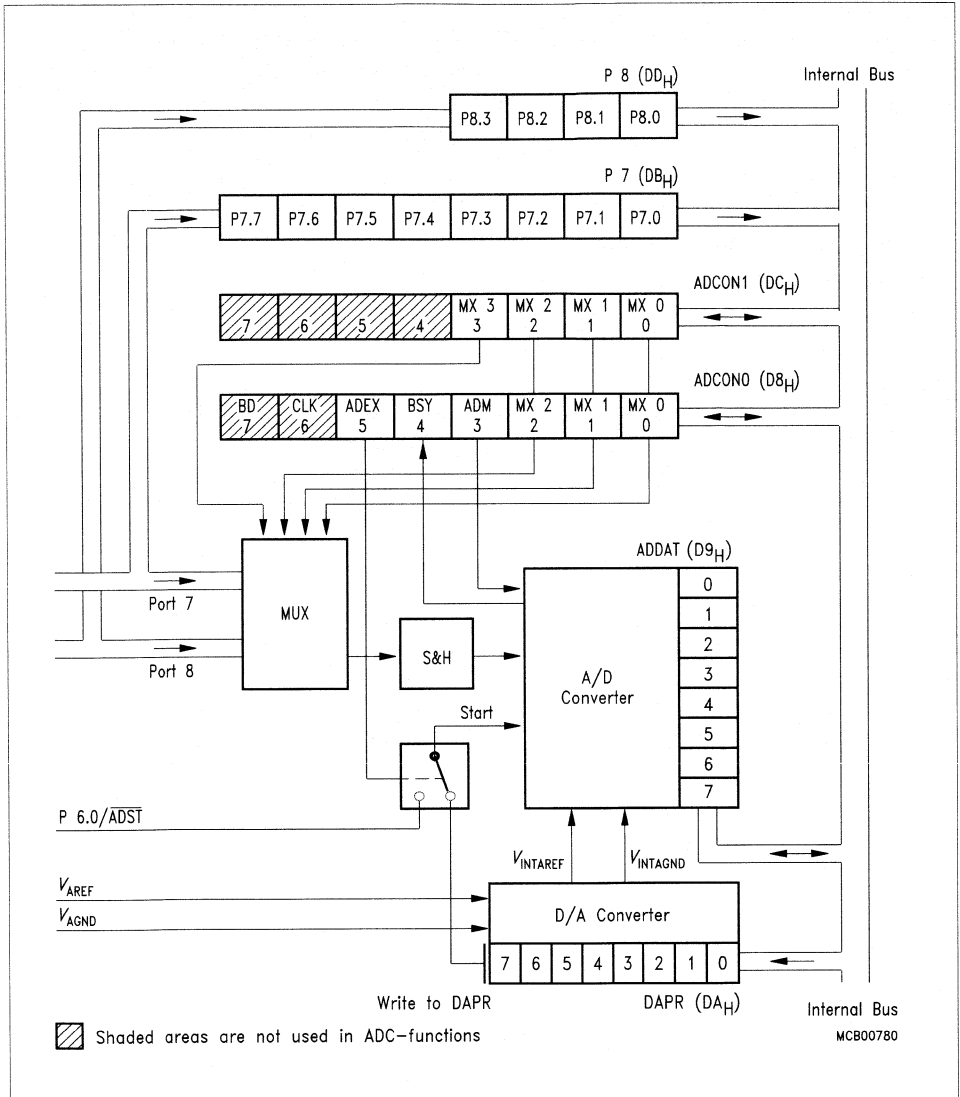 P 8 (DDH)
Internal Bus
P8.3 P8.2 P8.1 P8.0
P 7 (DBH)
P7.7 P7.6 P7.5 P7.4 P7.3 P7.2 P7.1 P7.0
ADCON1 (DCH)
MX 3 MX 2 MX 1 MX 0
7 6 5 4 3 2 1 0
ADCON0 (D8H)
BD CLK ADEX BSY ADM MX 2 MX 1 MX 0
7 6 5 4 3 2 1 0
ADDAT (D9H)
0
1
2
3
4
5
6
7
Port 7
MUX
Port 8
S&H
A/D
Converter
Start
P 6.0/ADST
VINTAREF VINTAGND
VAREF
VAGND
D/A Converter
7 6 5 4 3 2 1 0
Write to DAPR
DAPR (DAH)
Internal Bus
Shaded areas are not used in ADC-functions
MCB00780